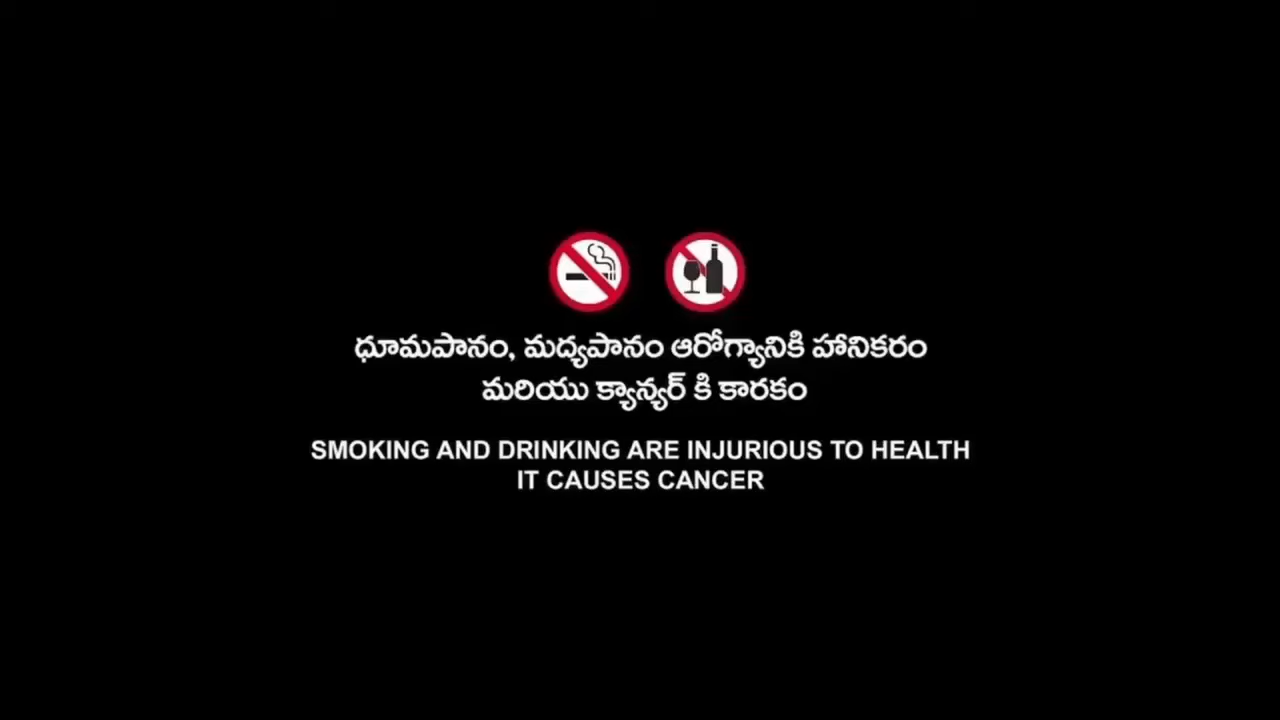 ధూమపానం, మద్యపానం ఆరోగ్యానికి హానికరం
మరియు క్యాన్సర్ కి కారకం
SMOKING AND DRINKING ARE INJURIOUS TO HEALTH
IT CAUSES CANCER